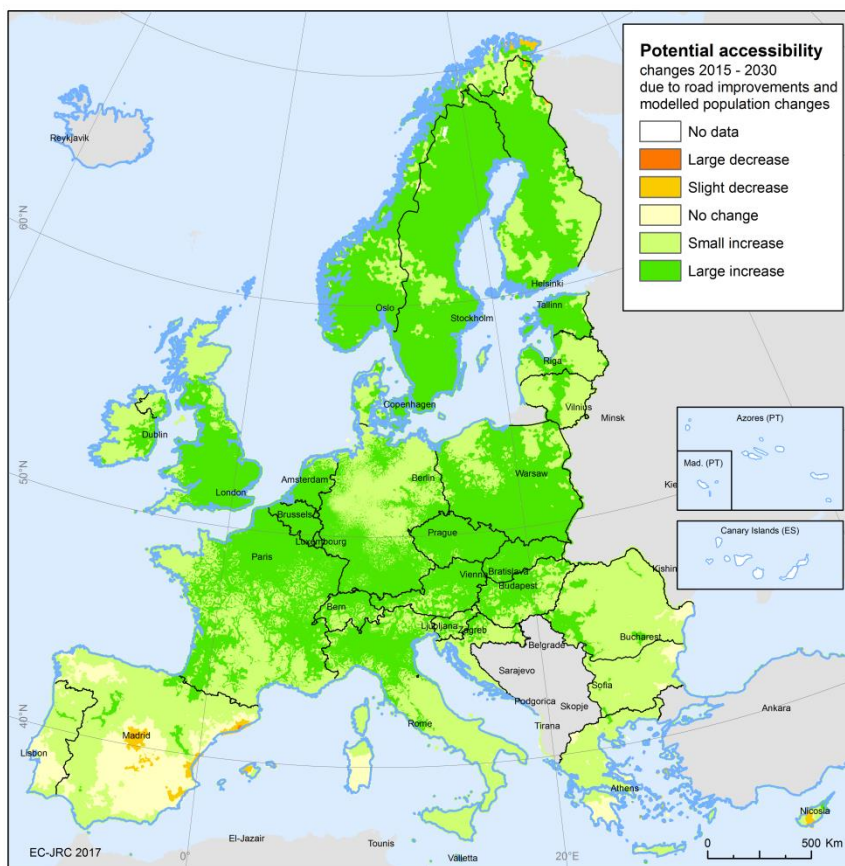 Potential accessibility
changes 2015 - 2030
due to road improvements and
modelled population changes
No data
Large decrease
Slight decrease
No change
Small increase
Large increase
Reykjavik
60°N
Helsinki
Oslo
Tallinn
Stockholm
Riga
Copenhagen
Vilnius
Minsk
Dublin
Azores (PT)
Mad. (PT)
50°N
London
Amsterdam
Berlin
Warsaw
Kie
Brussels
Luxembourg
Prague
Canary Islands (ES)
Paris
Vienna
Bratislava
Kishin
Budapest
Bern
Ljubljana
Zagreb
Bucharest
Belgrade
Sarajevo
Sofia
Podgorica
Skopje
Rome
Tirana
Ankara
40°N
Madrid
Lisbon
Athens
Nicosia
El-Jazair
Tounis
Valletta
EC-JRC 2017
0°
20°E
0
500 Km